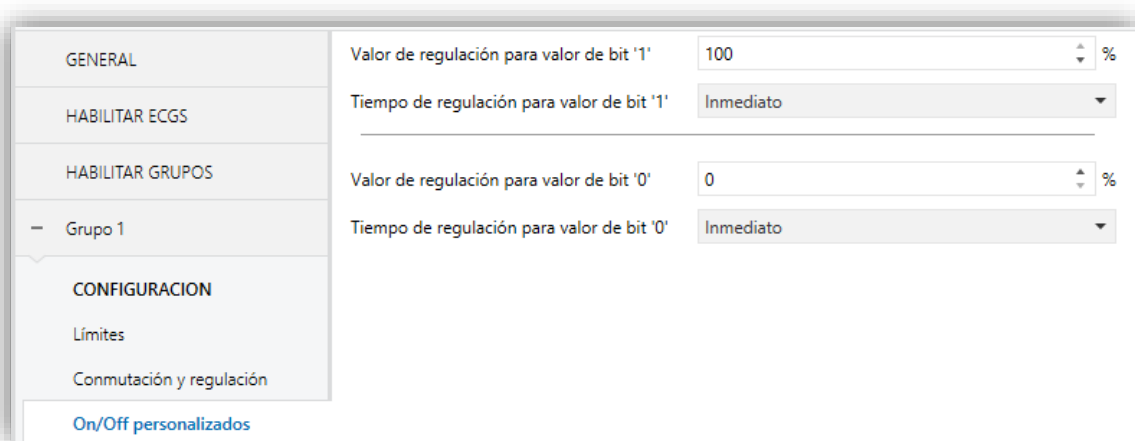 GENERAL
HABILITAR ECGS
HABILITAR GRUPOS
− Grupo 1
CONFIGURACION
Límites
Conmutación y regulación
On/Off personalizados
Valor de regulación para valor de bit '1' 100 %
Tiempo de regulación para valor de bit '1' Inmediato
Valor de regulación para valor de bit '0' 0 %
Tiempo de regulación para valor de bit '0' Inmediato